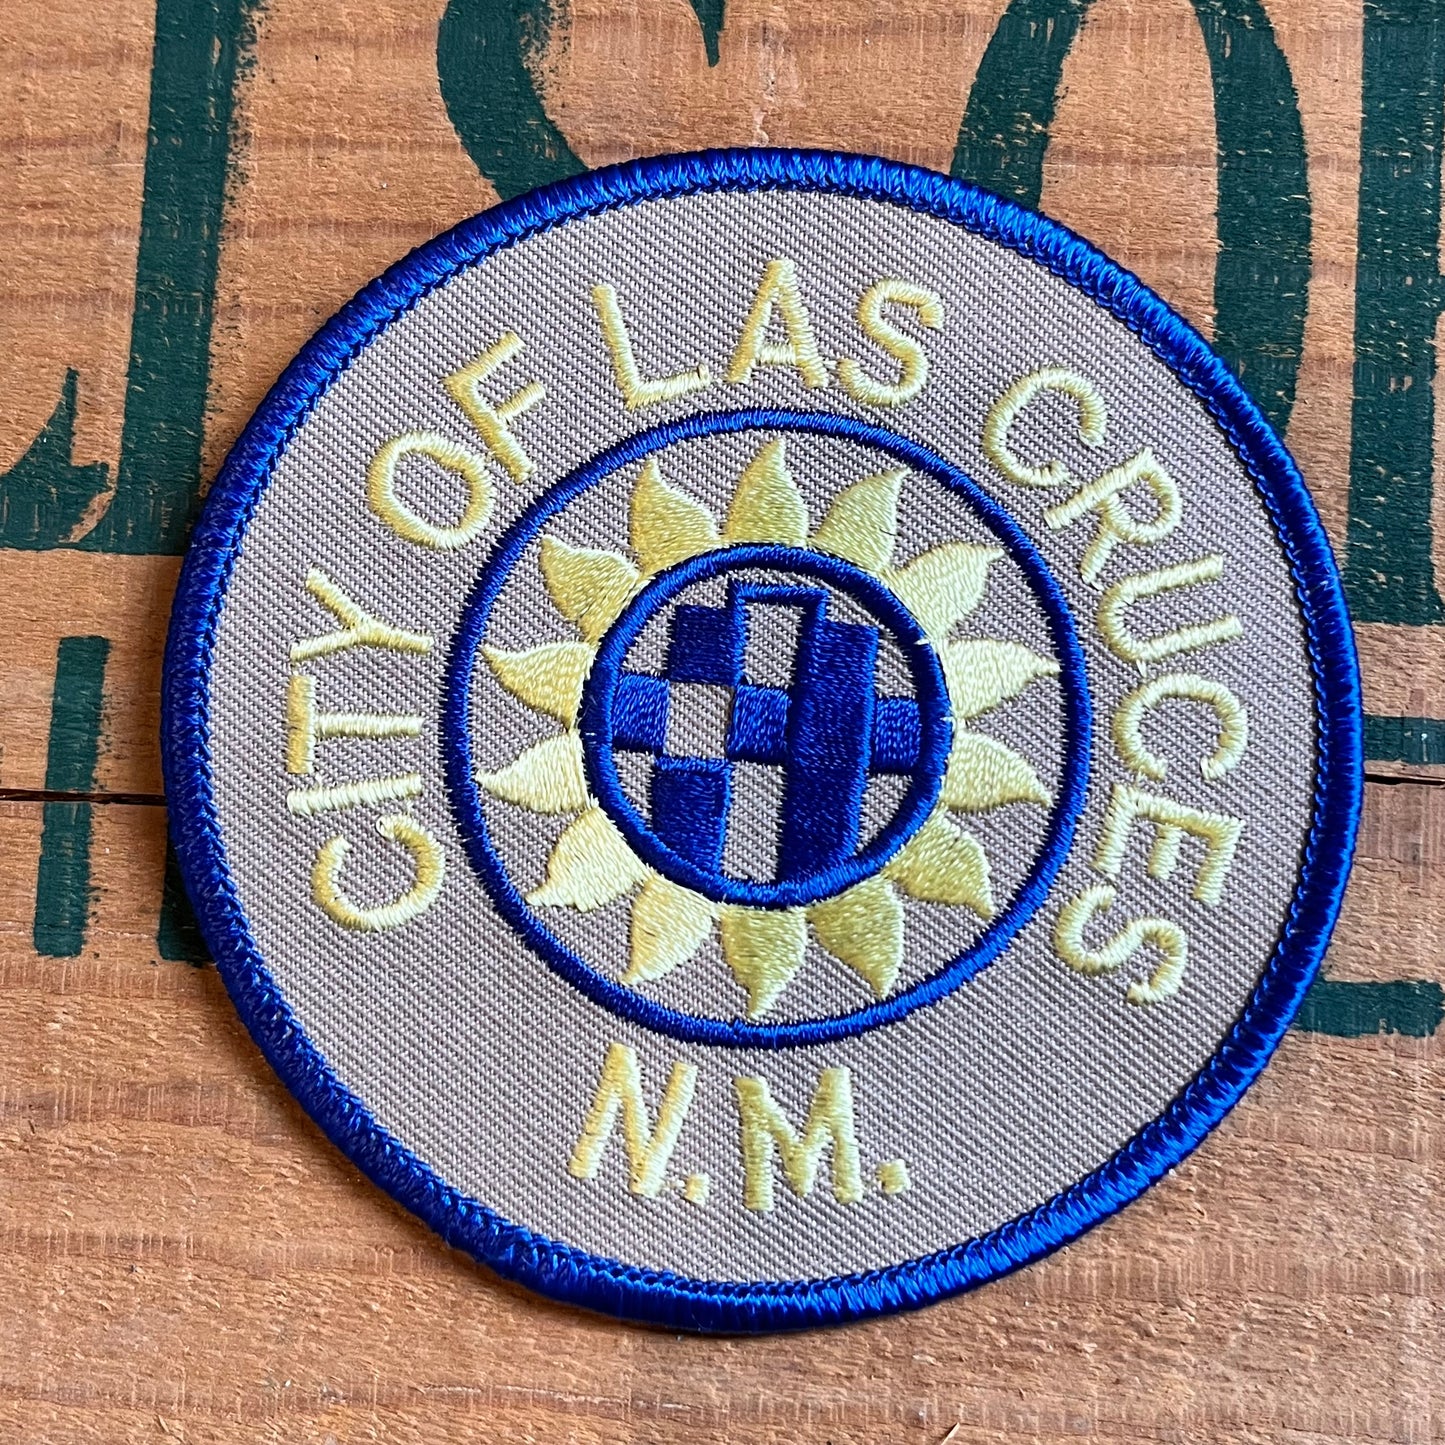 CITY OF LAS CRUCES
N.M.